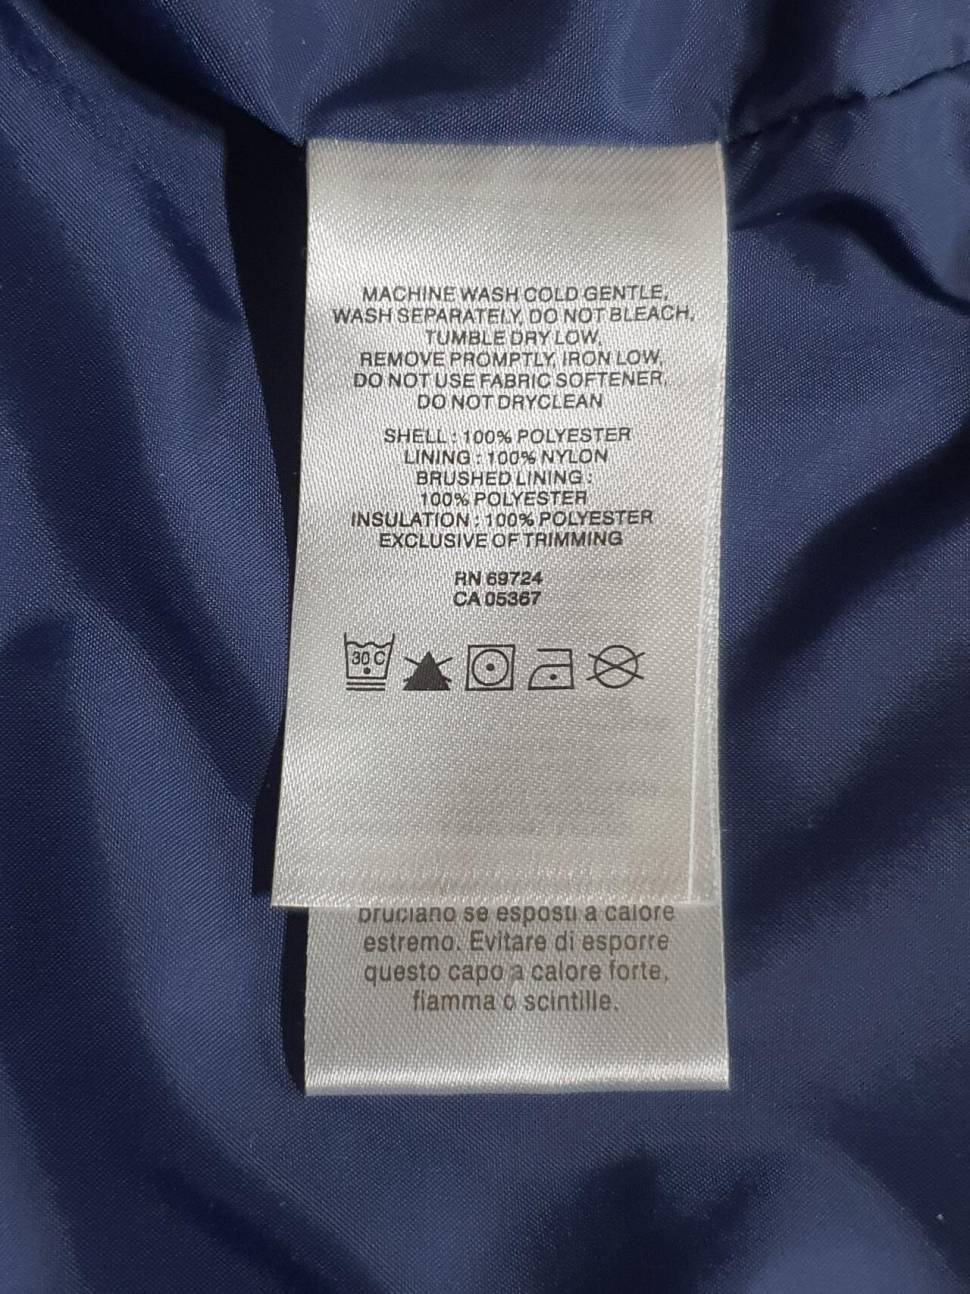 MACHINE WASH COLD GENTLE,
WASH SEPARATELY, DO NOT BLEACH,
TUMBLE DRY LOW,
REMOVE PROMPTLY, IRON LOW,
DO NOT USE FABRIC SOFTENER,
DO NOT DRYCLEAN
SHELL : 100% POLYESTER
LINING : 100% NYLON
BRUSHED LINING :
100% POLYESTER
INSULATION : 100% POLYESTER
EXCLUSIVE OF TRIMMING
RN 69724
CA 05367
30 C
bruciano se esposti a calore
estremo. Evitare di esporre
questo capo a calore forte,
fiamma o scintille.